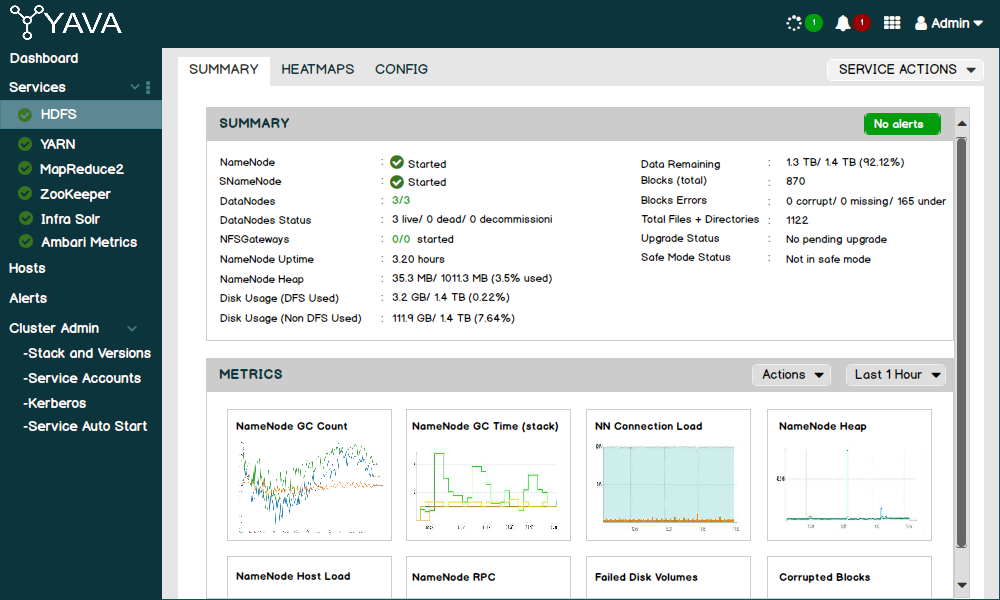 YAVA
1
1
Admin
Dashboard
Services
HDFS
YARN
MapReduce2
ZooKeeper
Infra Solr
Ambari Metrics
Hosts
Alerts
Cluster Admin
-Stack and Versions
-Service Accounts
-Kerberos
-Service Auto Start
SUMMARY HEATMAPS CONFIG
SERVICE ACTIONS
SUMMARY
No alerts
NameNode : Started
SNameNode : Started
DataNodes : 3/3
DataNodes Status : 3 live/ 0 dead/ 0 decommissioni
NFSGateways : 0/0 started
NameNode Uptime : 3.20 hours
NameNode Heap : 35.3 MB/ 1011.3 MB (3.5% used)
Disk Usage (DFS Used) : 3.2 GB/ 1.4 TB (0.22%)
Disk Usage (Non DFS Used) : 111.9 GB/ 1.4 TB (7.64%)
Data Remaining : 1.3 TB/ 1.4 TB (92.12%)
Blocks (total) : 870
Blocks Errors : 0 corrupt/ 0 missing/ 165 under
Total Files + Directories : 1122
Upgrade Status : No pending upgrade
Safe Mode Status : Not in safe mode
METRICS
Actions
Last 1 Hour
NameNode GC Count
NameNode GC Time (stack)
NN Connection Load
NameNode Heap
NameNode Host Load
NameNode RPC
Failed Disk Volumes
Corrupted Blocks